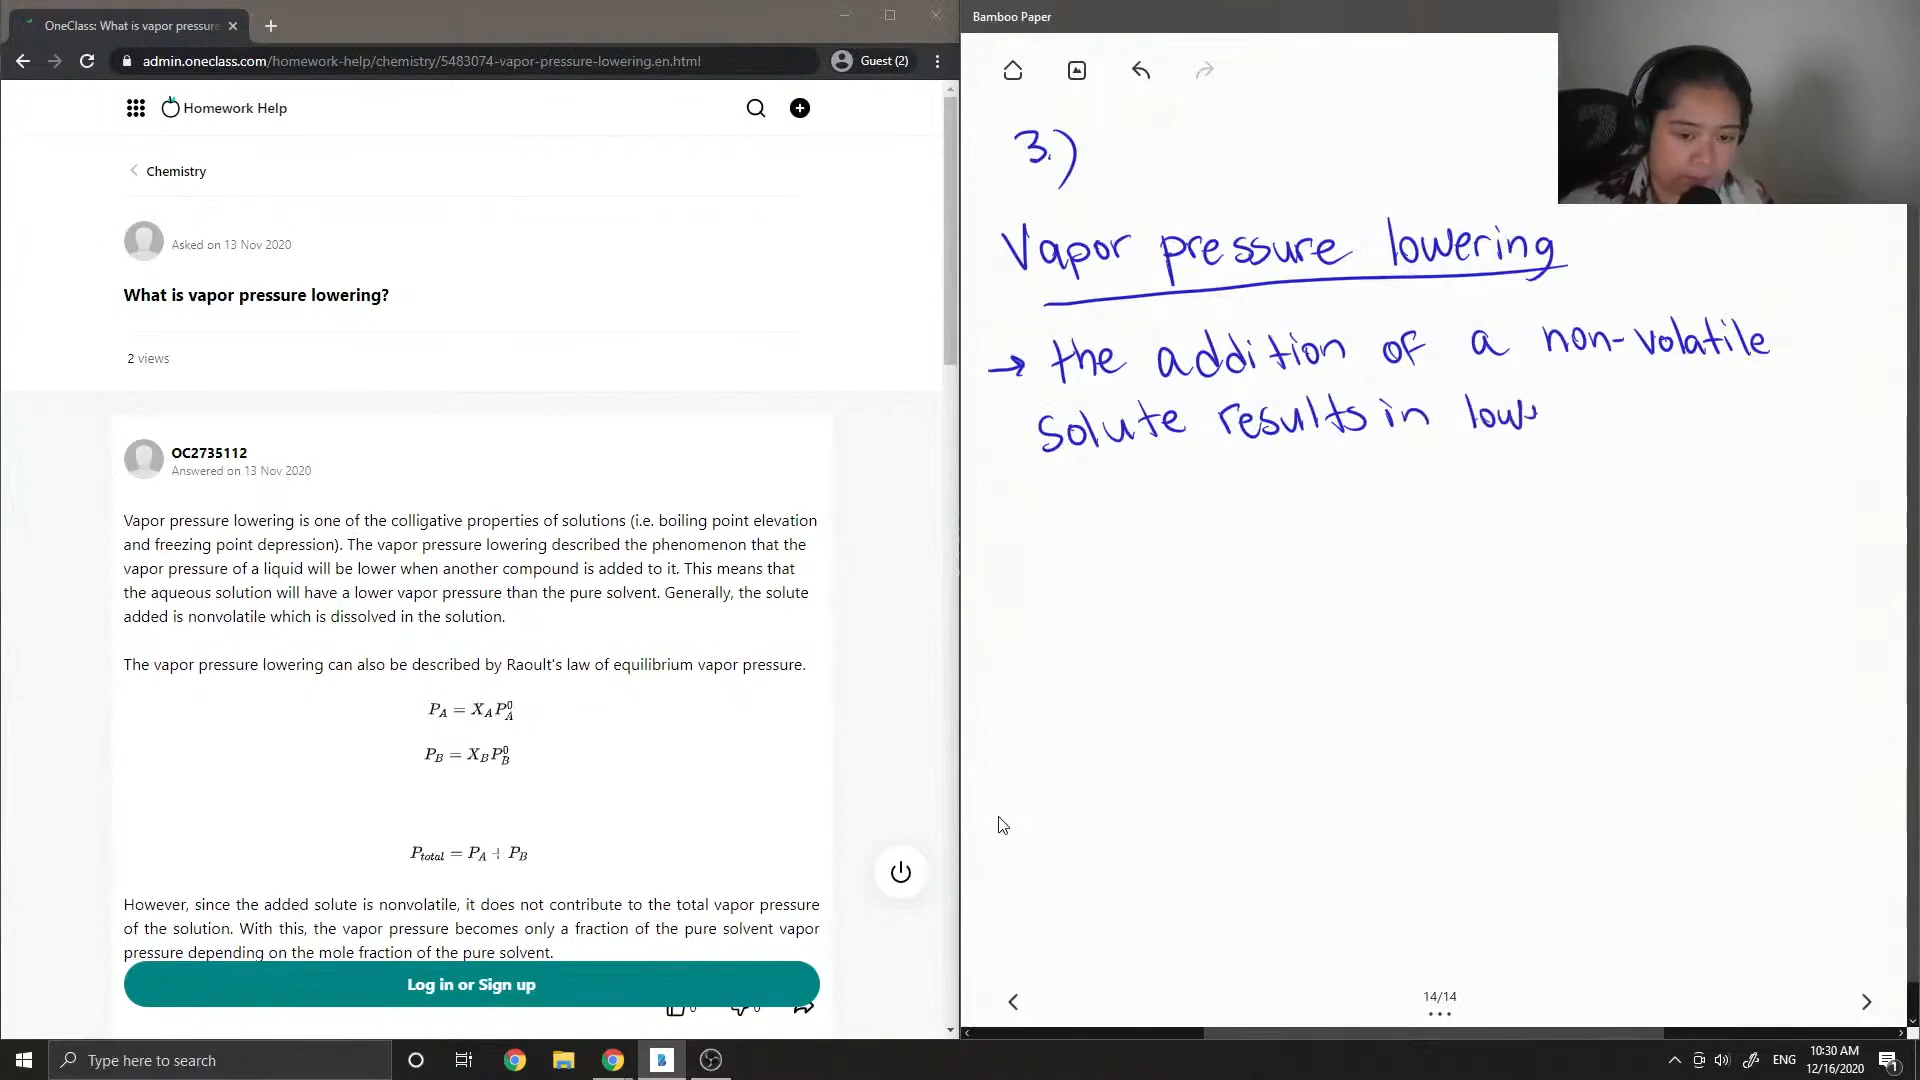 OneClass: What is vapor pressure
Bamboo Paper
admin.oneclass.com/homework-help/chemistry/5483074-vapor-pressure-lowering.en.html
Guest (2)
Homework Help
Chemistry
Asked on 13 Nov 2020
What is vapor pressure lowering?
2 views
OC2735112
Answered on 13 Nov 2020
Vapor pressure lowering is one of the colligative properties of solutions (i.e. boiling point elevation
and freezing point depression). The vapor pressure lowering described the phenomenon that the
vapor pressure of a liquid will be lower when another compound is added to it. This means that
the aqueous solution will have a lower vapor pressure than the pure solvent. Generally, the solute
added is nonvolatile which is dissolved in the solution.
The vapor pressure lowering can also be described by Raoult's law of equilibrium vapor pressure.
P_A = X_A P_A^0
P_B = X_B P_B^0
P_total = P_A + P_B
However, since the added solute is nonvolatile, it does not contribute to the total vapor pressure
of the solution. With this, the vapor pressure becomes only a fraction of the pure solvent vapor
pressure depending on the mole fraction of the pure solvent.
Log in or Sign up
0 0
3.)
Vapor pressure lowering
→ the addition of a non-volatile
solute results in low
14/14
Type here to search
ENG
10:30 AM
12/16/2020
1